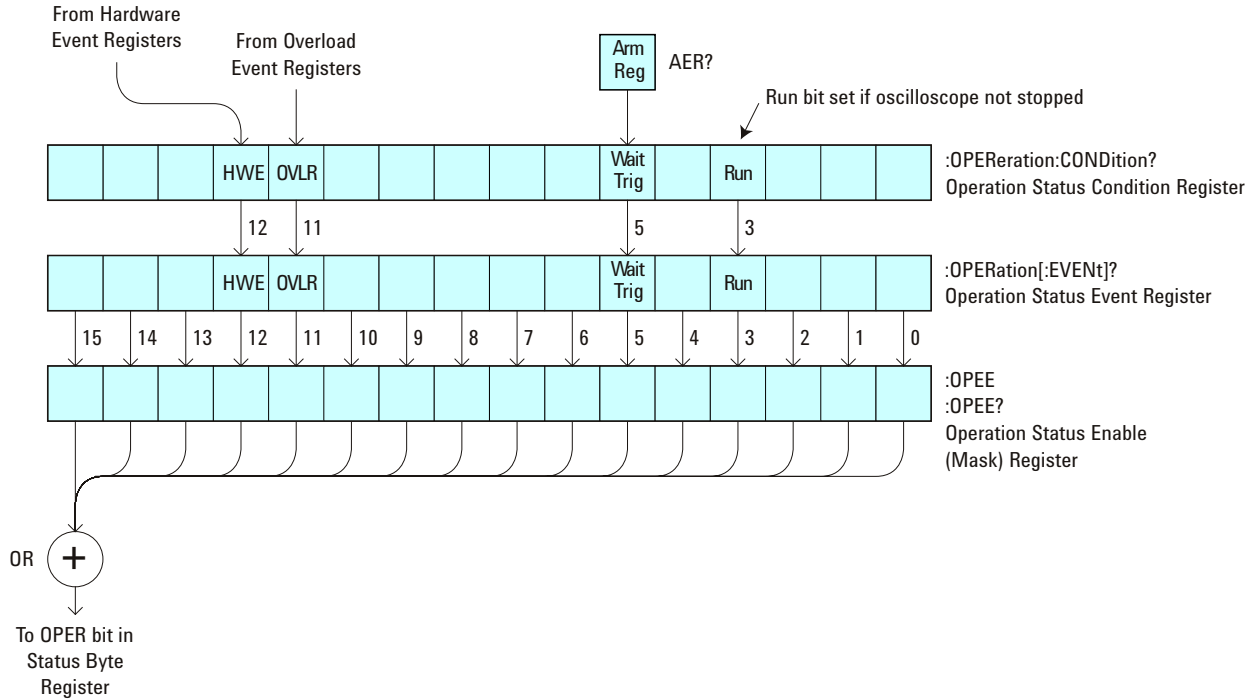 From Hardware
Event Registers
From Overload
Event Registers
Arm
Reg
AER?
Run bit set if oscilloscope not stopped
HWE
OVLR
Wait
Trig
Run
:OPEReration:CONDition?
Operation Status Condition Register
12
11
5
3
HWE
OVLR
Wait
Trig
Run
:OPERation[:EVENt]?
Operation Status Event Register
15
14
13
12
11
10
9
8
7
6
5
4
3
2
1
0
:OPEE
:OPEE?
Operation Status Enable
(Mask) Register
OR
+
To OPER bit in
Status Byte
Register